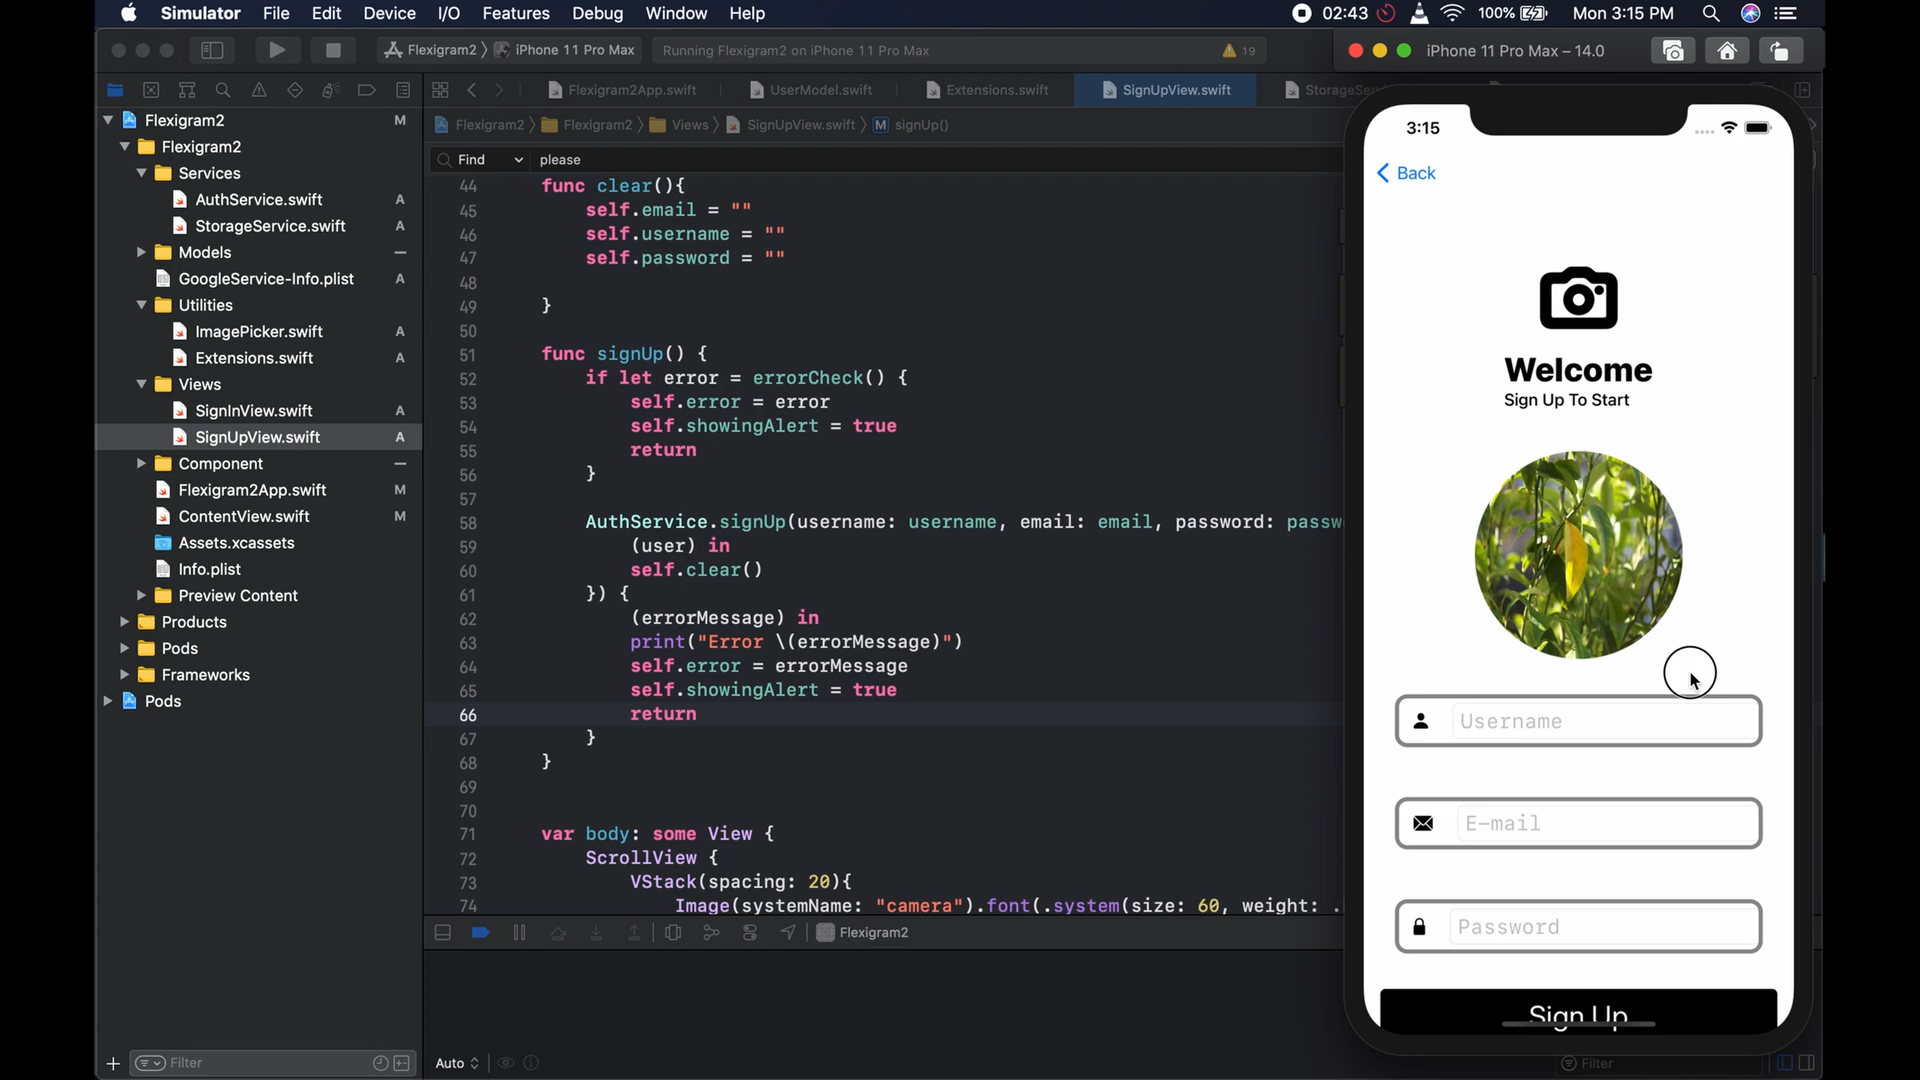 Simulator File Edit Device I/O Features Debug Window Help 02:43 100% Mon 3:15 PM
Flexigram2 iPhone 11 Pro Max Running Flexigram2 on iPhone 11 Pro Max 19
iPhone 11 Pro Max – 14.0
Flexigram2App.swift UserModel.swift Extensions.swift SignUpView.swift
Flexigram2 Flexigram2 Views SignUpView.swift M signUp()
Find please
Flexigram2 M
Flexigram2
Services
AuthService.swift A
StorageService.swift A
Models
GoogleService-Info.plist A
Utilities
ImagePicker.swift A
Extensions.swift A
Views
SignInView.swift A
SignUpView.swift A
Component
Flexigram2App.swift M
ContentView.swift M
Assets.xcassets
Info.plist
Preview Content
Products
Pods
Frameworks
Pods
Filter
44 func clear(){
45 self.email = ""
46 self.username = ""
47 self.password = ""
48
49 }
50
51 func signUp() {
52 if let error = errorCheck() {
53 self.error = error
54 self.showingAlert = true
55 return
56 }
57
58 AuthService.signUp(username: username, email: email, password: passw
59 (user) in
60 self.clear()
61 }) {
62 (errorMessage) in
63 print("Error \(errorMessage)")
64 self.error = errorMessage
65 self.showingAlert = true
66 return
67 }
68 }
69
70
71 var body: some View {
72 ScrollView {
73 VStack(spacing: 20){
74 Image(systemName: "camera").font(.system(size: 60, weight: .
Flexigram2
Auto
Filter
3:15
Back
Welcome
Sign Up To Start
Username
E-mail
Password
Sign Up